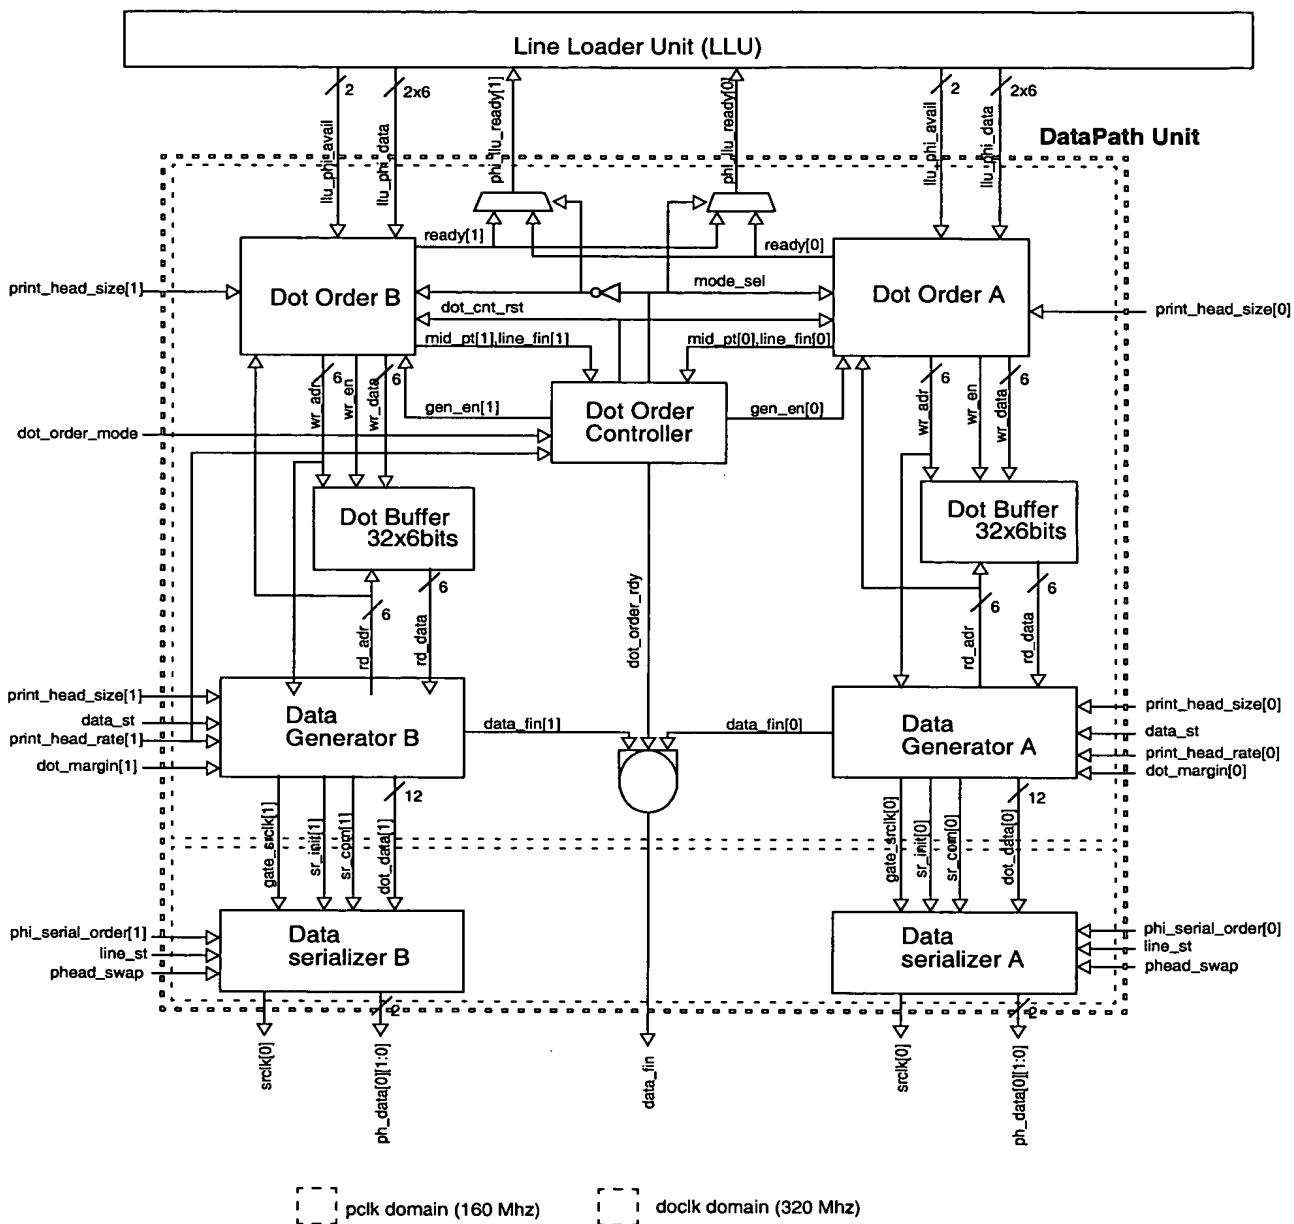 Line Loader Unit (LLU)
2
2x6
phi_llu_ready[1]
phi_llu_ready[0]
2
2x6
DataPath Unit
llu_phi_avail
llu_phi_data
llu_phi_avail
llu_phi_data
ready[1]
ready[0]
print_head_size[1]
Dot Order B
mode_sel
Dot Order A
dot_cnt_rst
print_head_size[0]
mid_pt[1],line_fin[1]
mid_pt[0],line_fin[0]
wr_adr
6
wr_en
wr_data
6
gen_en[1]
Dot Order
Controller
gen_en[0]
wr_adr
6
wr_en
wr_data
6
dot_order_mode
Dot Buffer
32x6bits
Dot Buffer
32x6bits
6
6
rd_adr
rd_data
dot_order_rdy
6
6
rd_adr
rd_data
print_head_size[1]
data_st
print_head_rate[1]
dot_margin[1]
Data
Generator B
data_fin[1]
data_fin[0]
Data
Generator A
print_head_size[0]
data_st
print_head_rate[0]
dot_margin[0]
gate_srclk[1]
sr_init[1]
sr_com[1]
dot_data[1]
12
gate_srclk[0]
sr_init[0]
sr_com[0]
dot_data[0]
12
phi_serial_order[1]
line_st
phead_swap
Data
serializer B
Data
serializer A
phi_serial_order[0]
line_st
phead_swap
2
2
srclk[0]
ph_data[0][1:0]
data_fin
srclk[0]
ph_data[0][1:0]
pclk domain (160 Mhz)
doclk domain (320 Mhz)